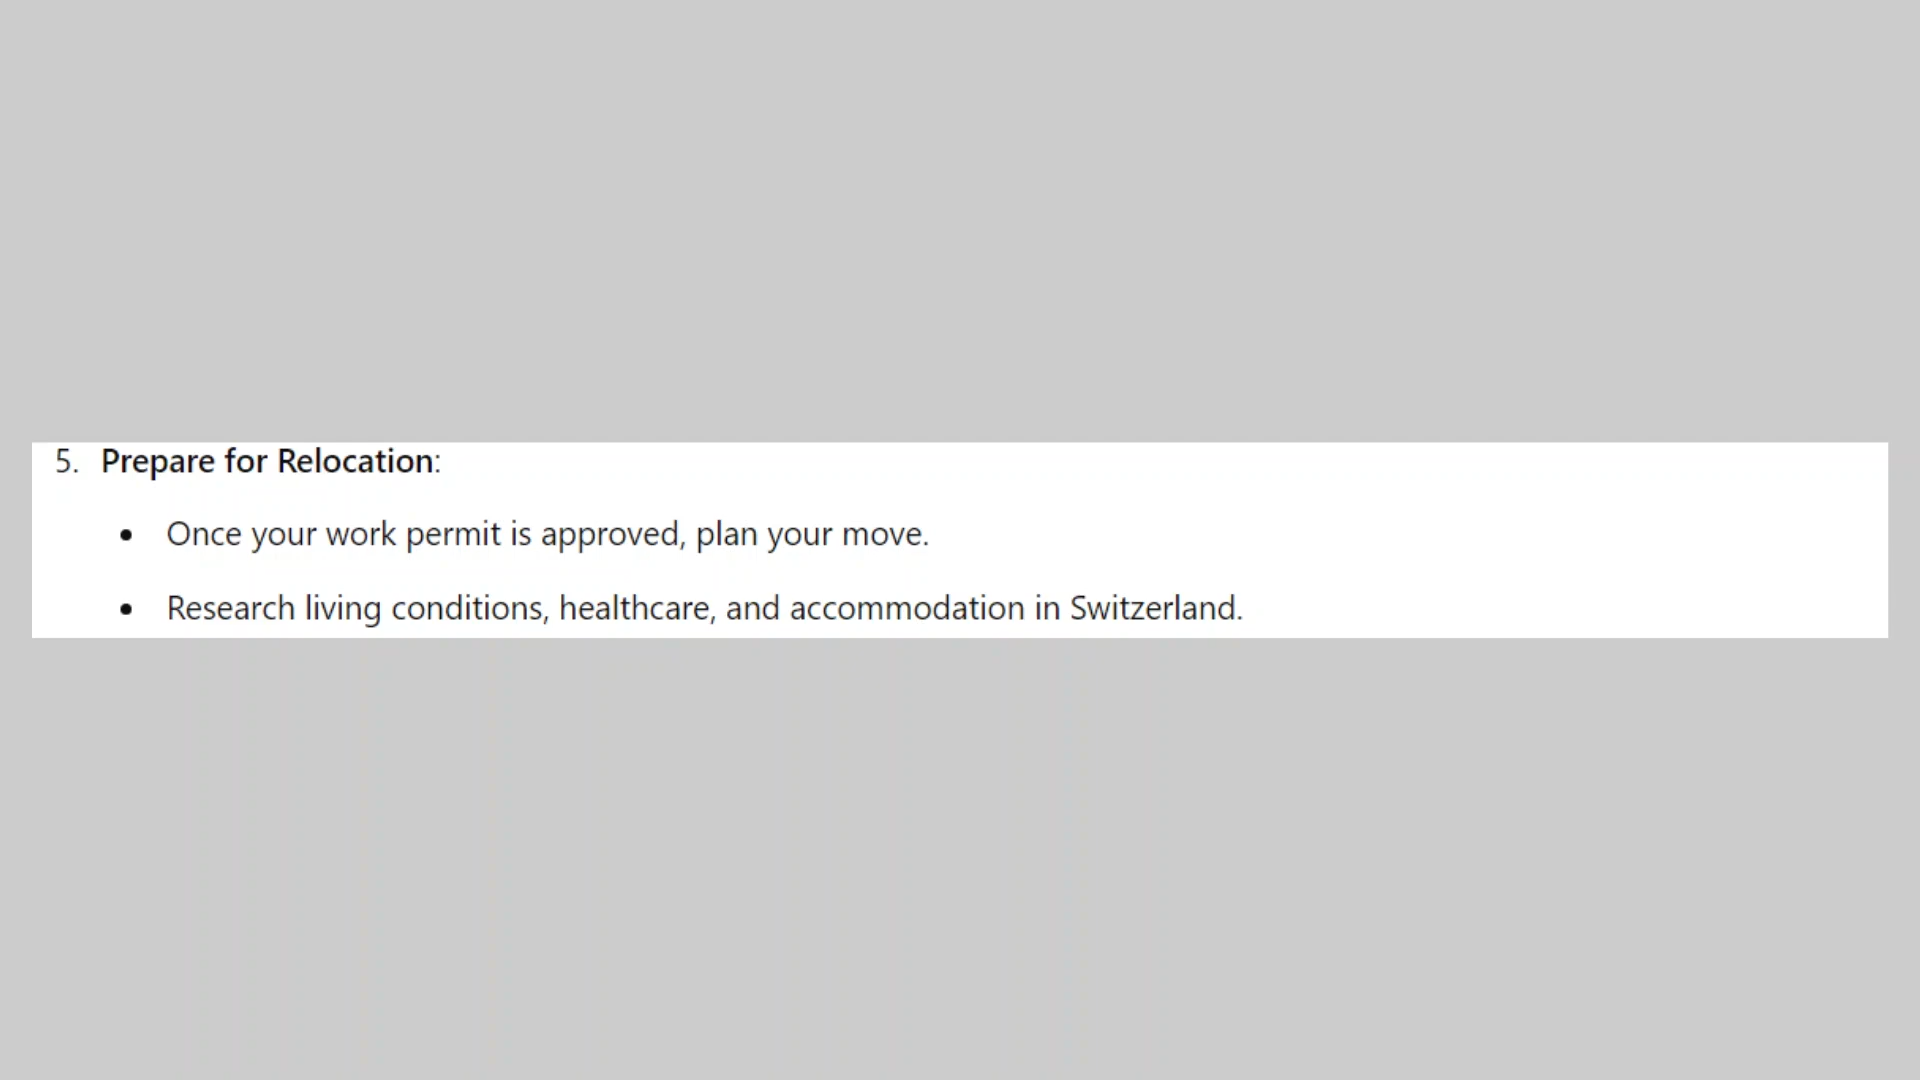 5. Prepare for Relocation:
• Once your work permit is approved, plan your move.
• Research living conditions, healthcare, and accommodation in Switzerland.